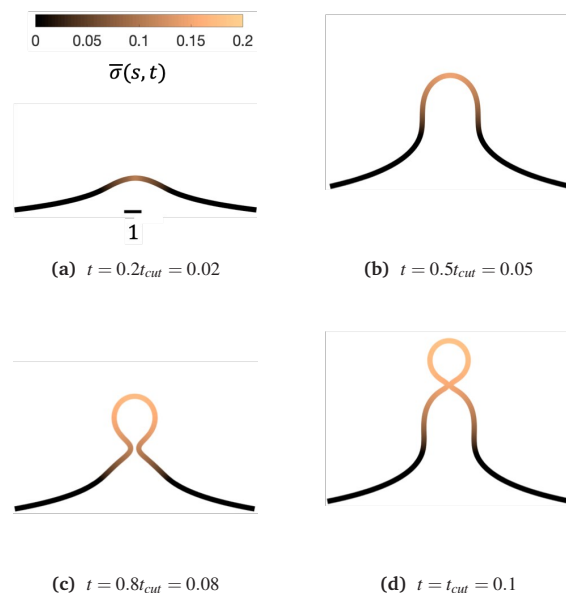 0 0.05 0.1 0.15 0.2
σ̅(s, t)
1
(a) t = 0.2t_cut = 0.02
(b) t = 0.5t_cut = 0.05
(c) t = 0.8t_cut = 0.08
(d) t = t_cut = 0.1